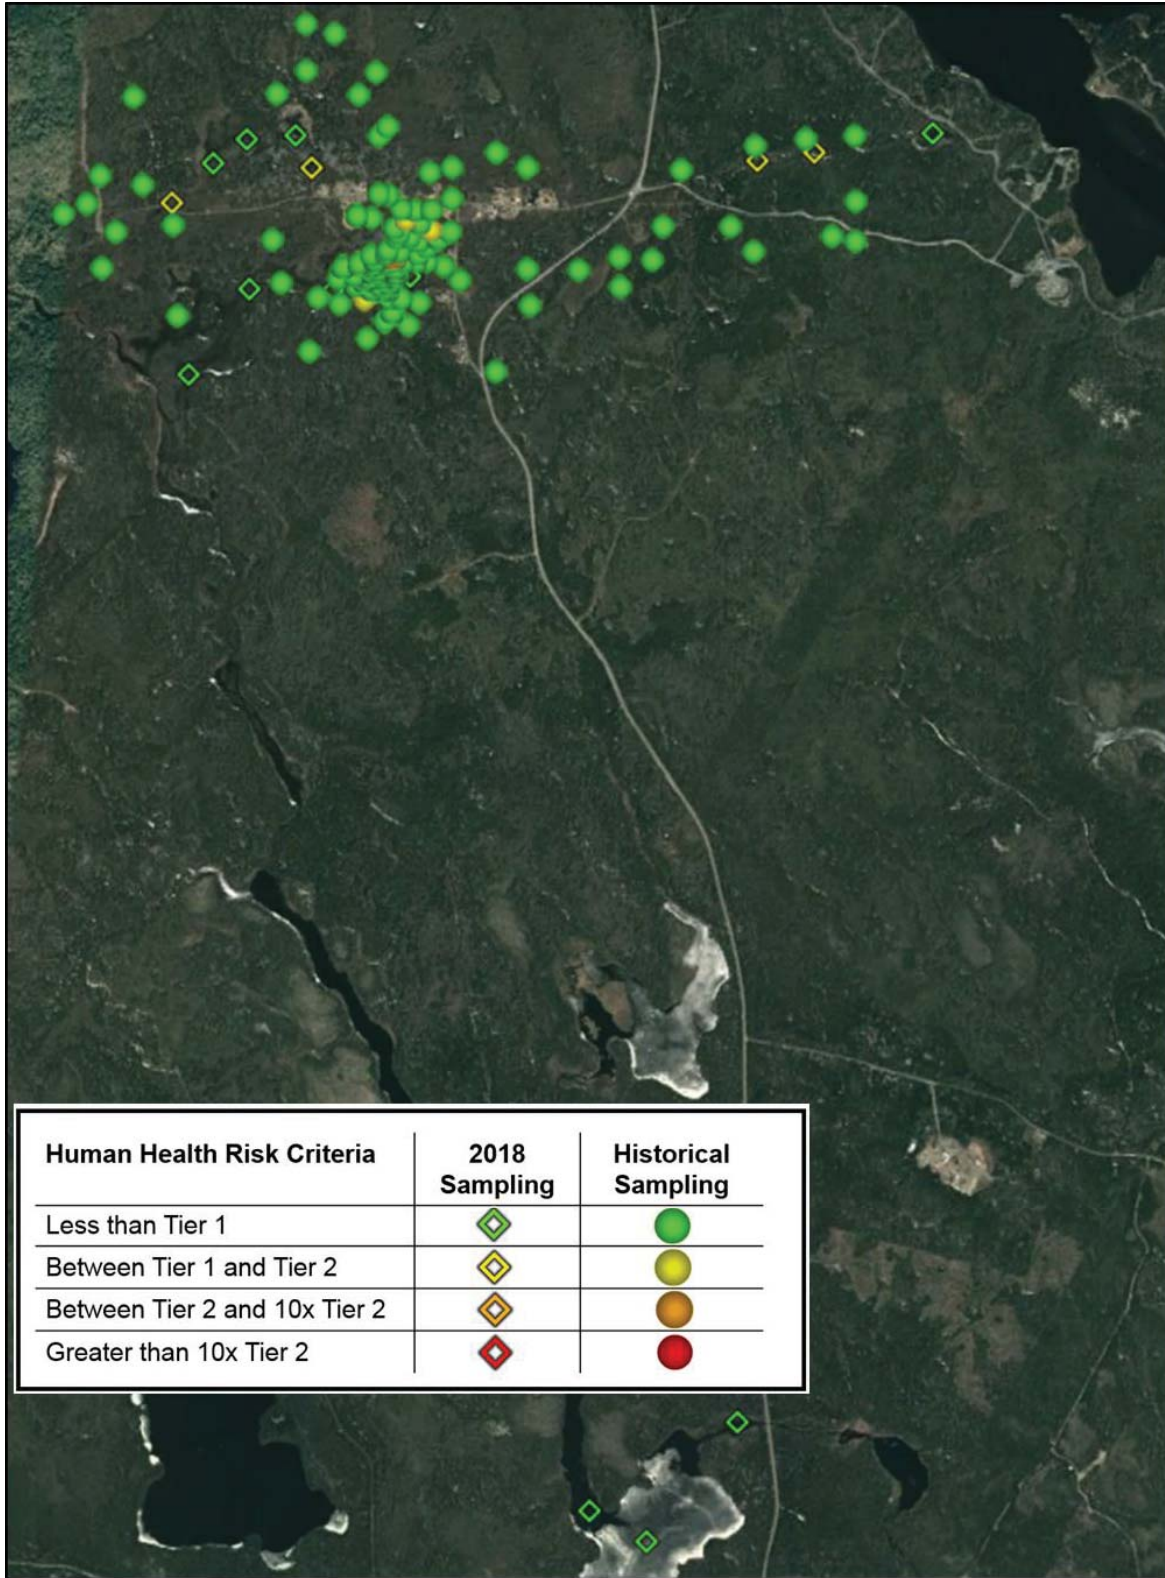 Human Health Risk Criteria
2018 Sampling
Historical Sampling
Less than Tier 1
Between Tier 1 and Tier 2
Between Tier 2 and 10x Tier 2
Greater than 10x Tier 2